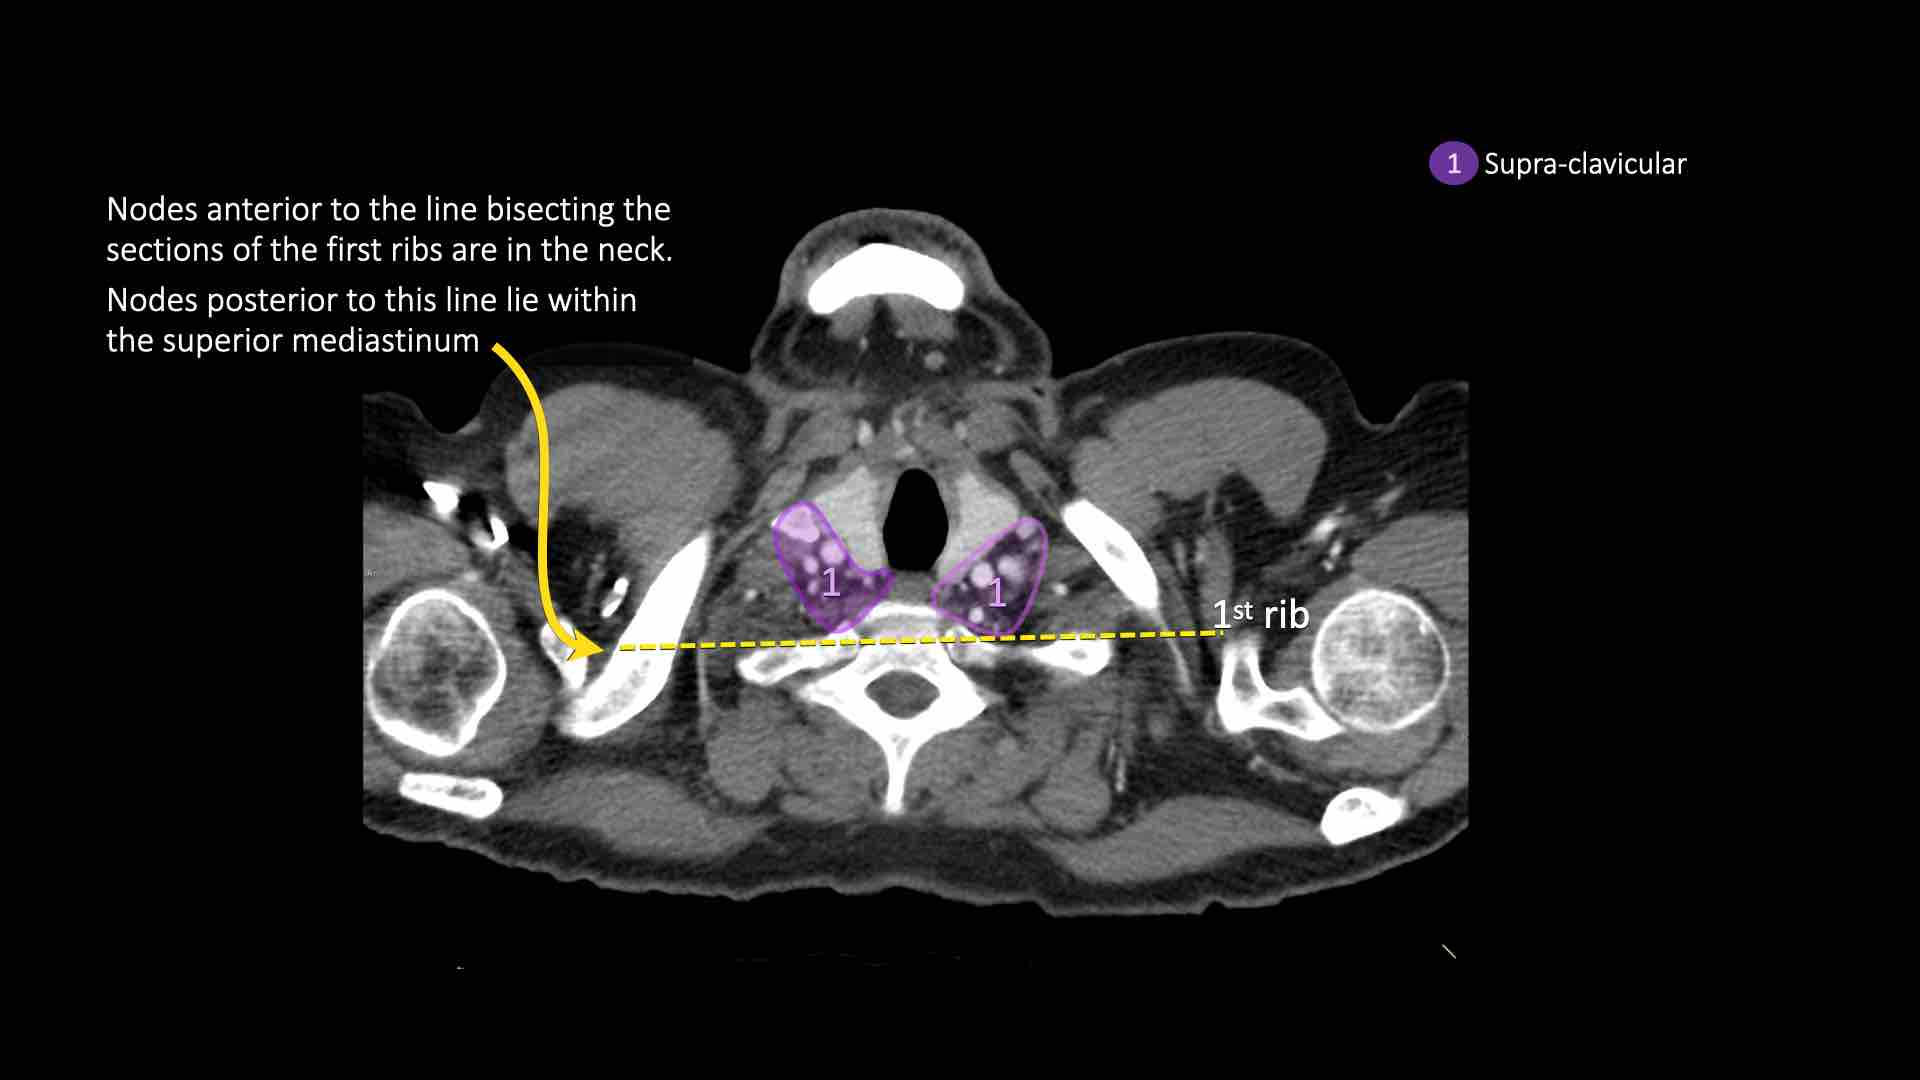 1 Supra-clavicular
Nodes anterior to the line bisecting the
sections of the first ribs are in the neck.
Nodes posterior to this line lie within
the superior mediastinum
1
1
1st rib